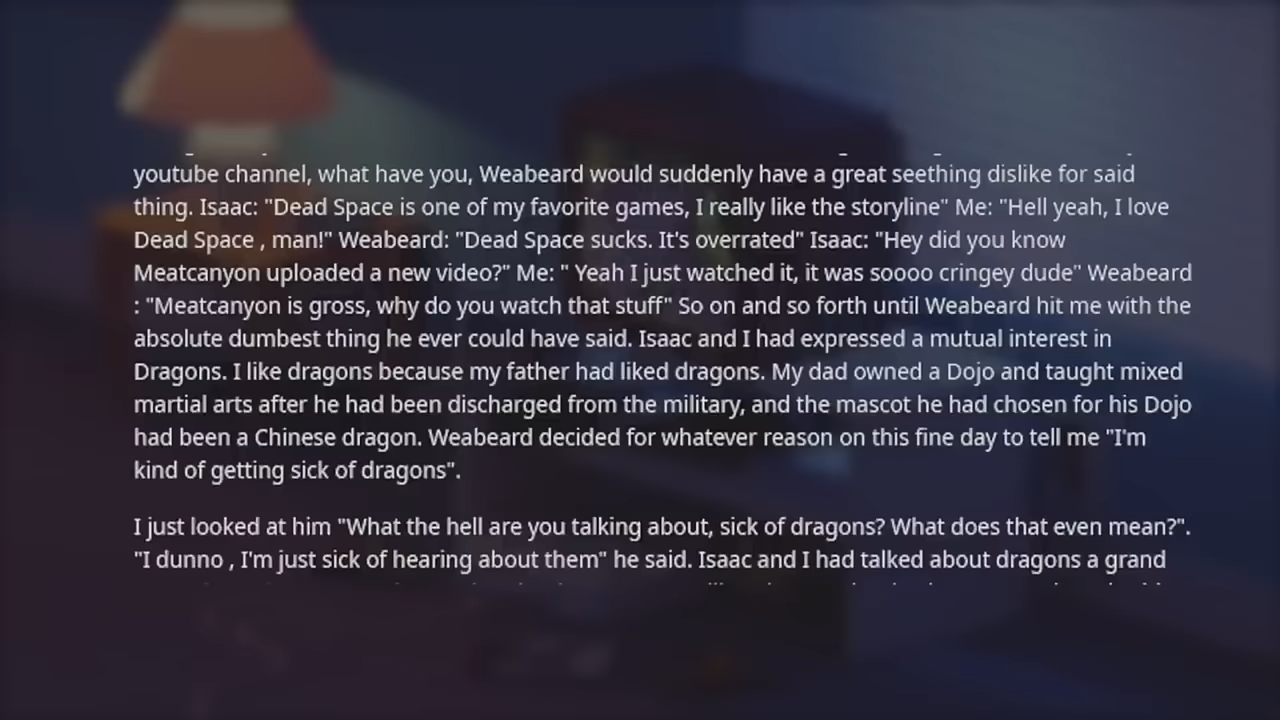 youtube channel, what have you, Weabeard would suddenly have a great seething dislike for said
thing. Isaac: "Dead Space is one of my favorite games, I really like the storyline" Me: "Hell yeah, I love
Dead Space , man!" Weabeard: "Dead Space sucks. It's overrated" Isaac: "Hey did you know
Meatcanyon uploaded a new video?" Me: " Yeah I just watched it, it was soooo cringey dude" Weabeard
: "Meatcanyon is gross, why do you watch that stuff" So on and so forth until Weabeard hit me with the
absolute dumbest thing he ever could have said. Isaac and I had expressed a mutual interest in
Dragons. I like dragons because my father had liked dragons. My dad owned a Dojo and taught mixed
martial arts after he had been discharged from the military, and the mascot he had chosen for his Dojo
had been a Chinese dragon. Weabeard decided for whatever reason on this fine day to tell me "I'm
kind of getting sick of dragons".
I just looked at him "What the hell are you talking about, sick of dragons? What does that even mean?".
"I dunno , I'm just sick of hearing about them" he said. Isaac and I had talked about dragons a grand